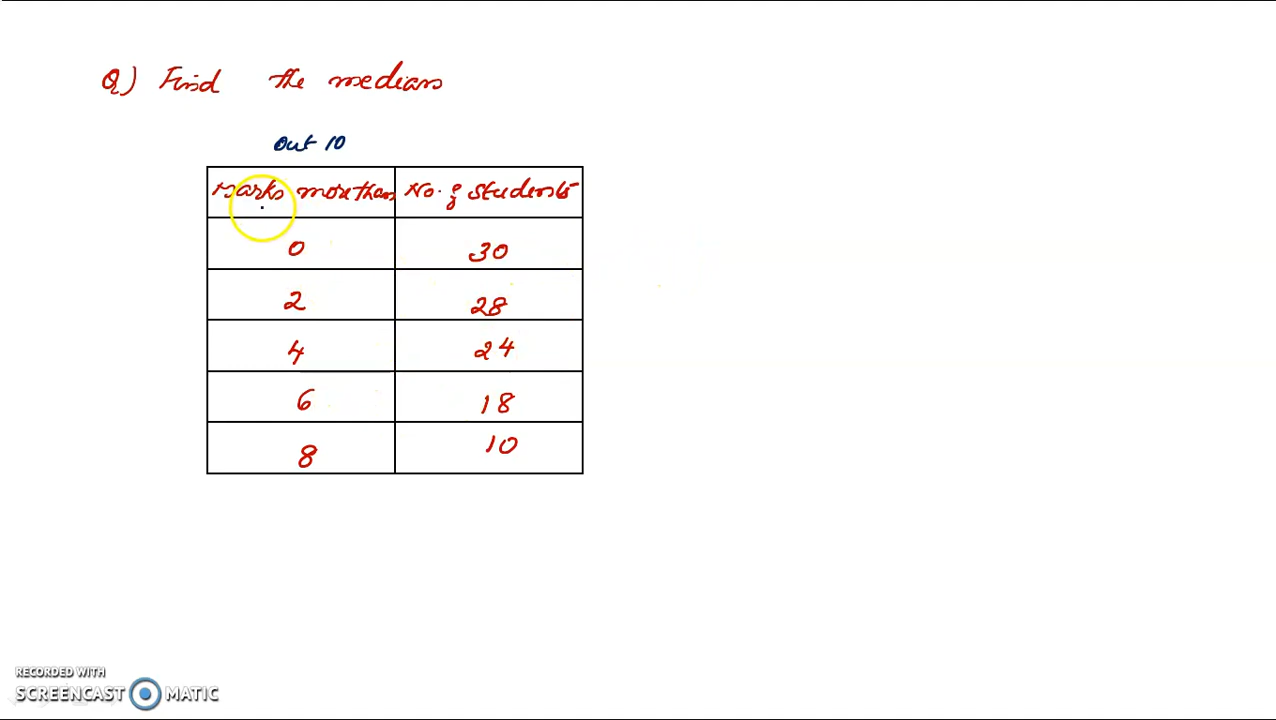 Q) Find the median
out 10
Marks more than No. of students
0 30
2 28
4 24
6 18
8 10
RECORDED WITH
SCREENCAST MATIC